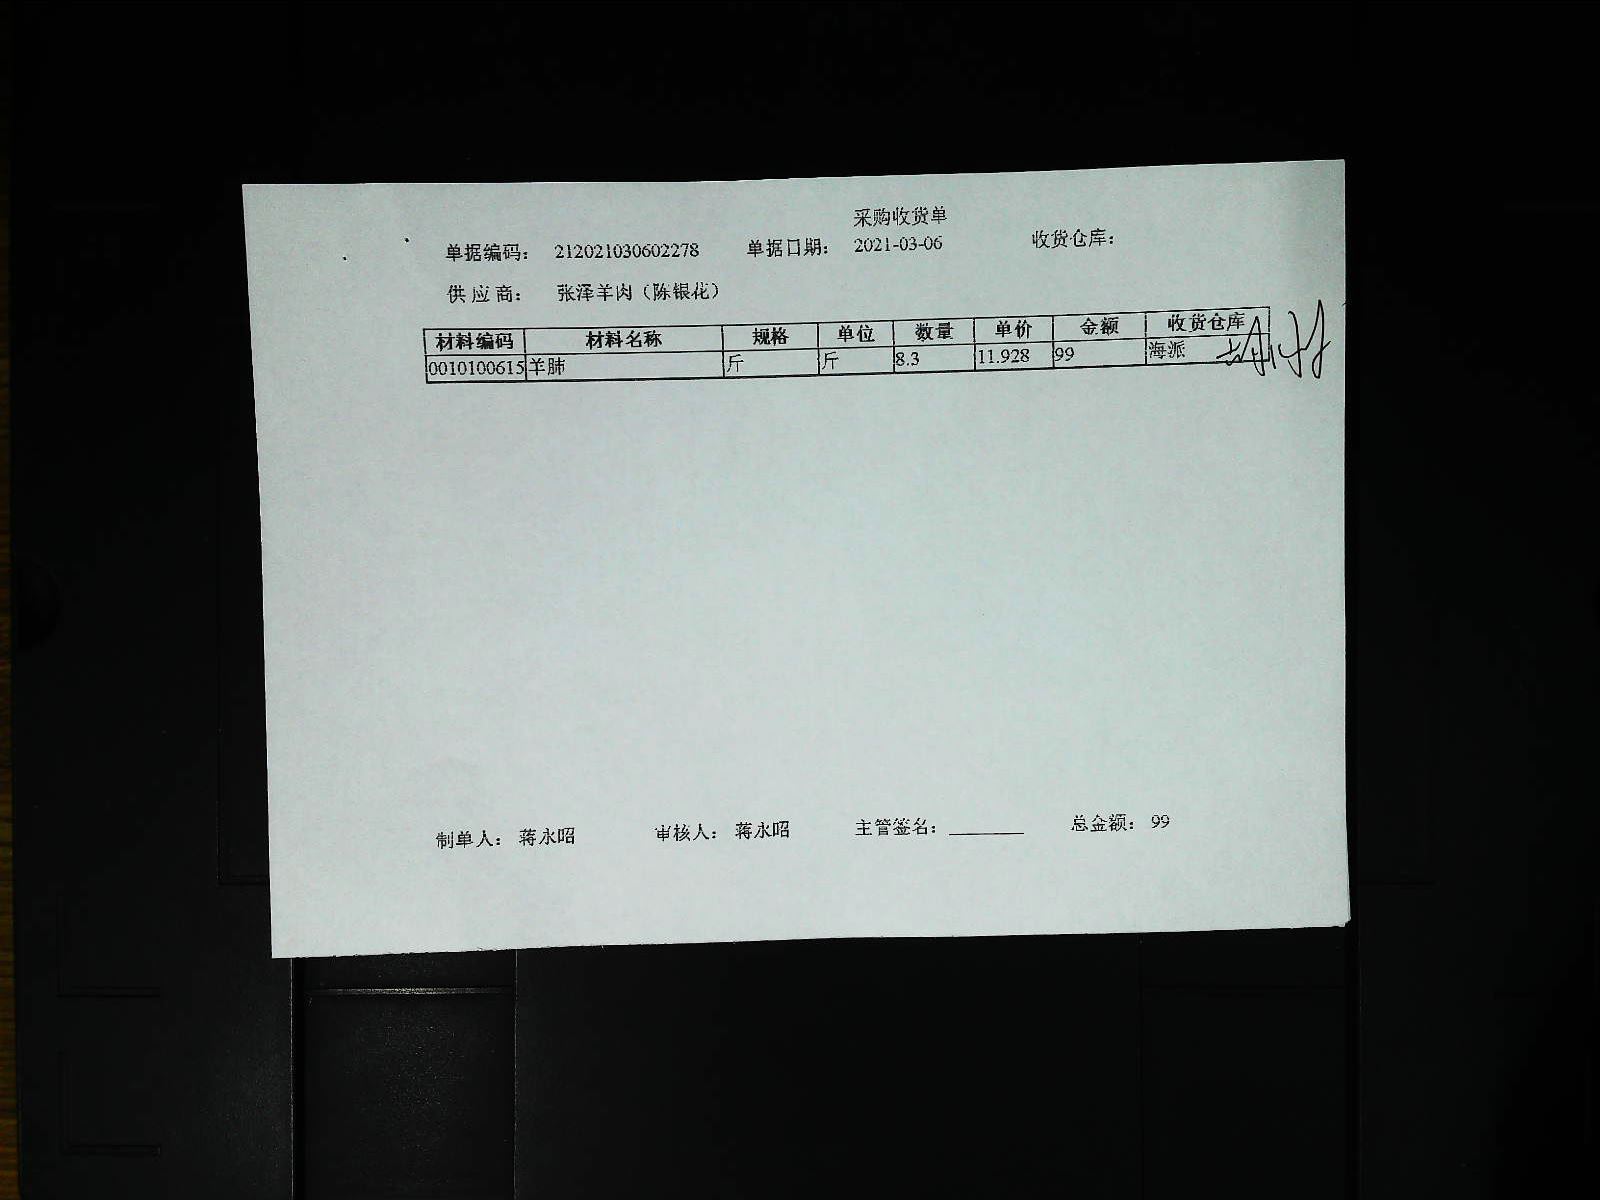 采购收货单
单据编码： 212021030602278 单据日期： 2021-03-06 收货仓库：
供 应 商： 张泽羊肉（陈银花）
材料编码 材料名称 规格 单位 数量 单价 金额 收货仓库
0010100615 羊肺 斤 斤 8.3 11.928 99 海派
制单人： 蒋永昭 审核人： 蒋永昭 主管签名：________ 总金额： 99